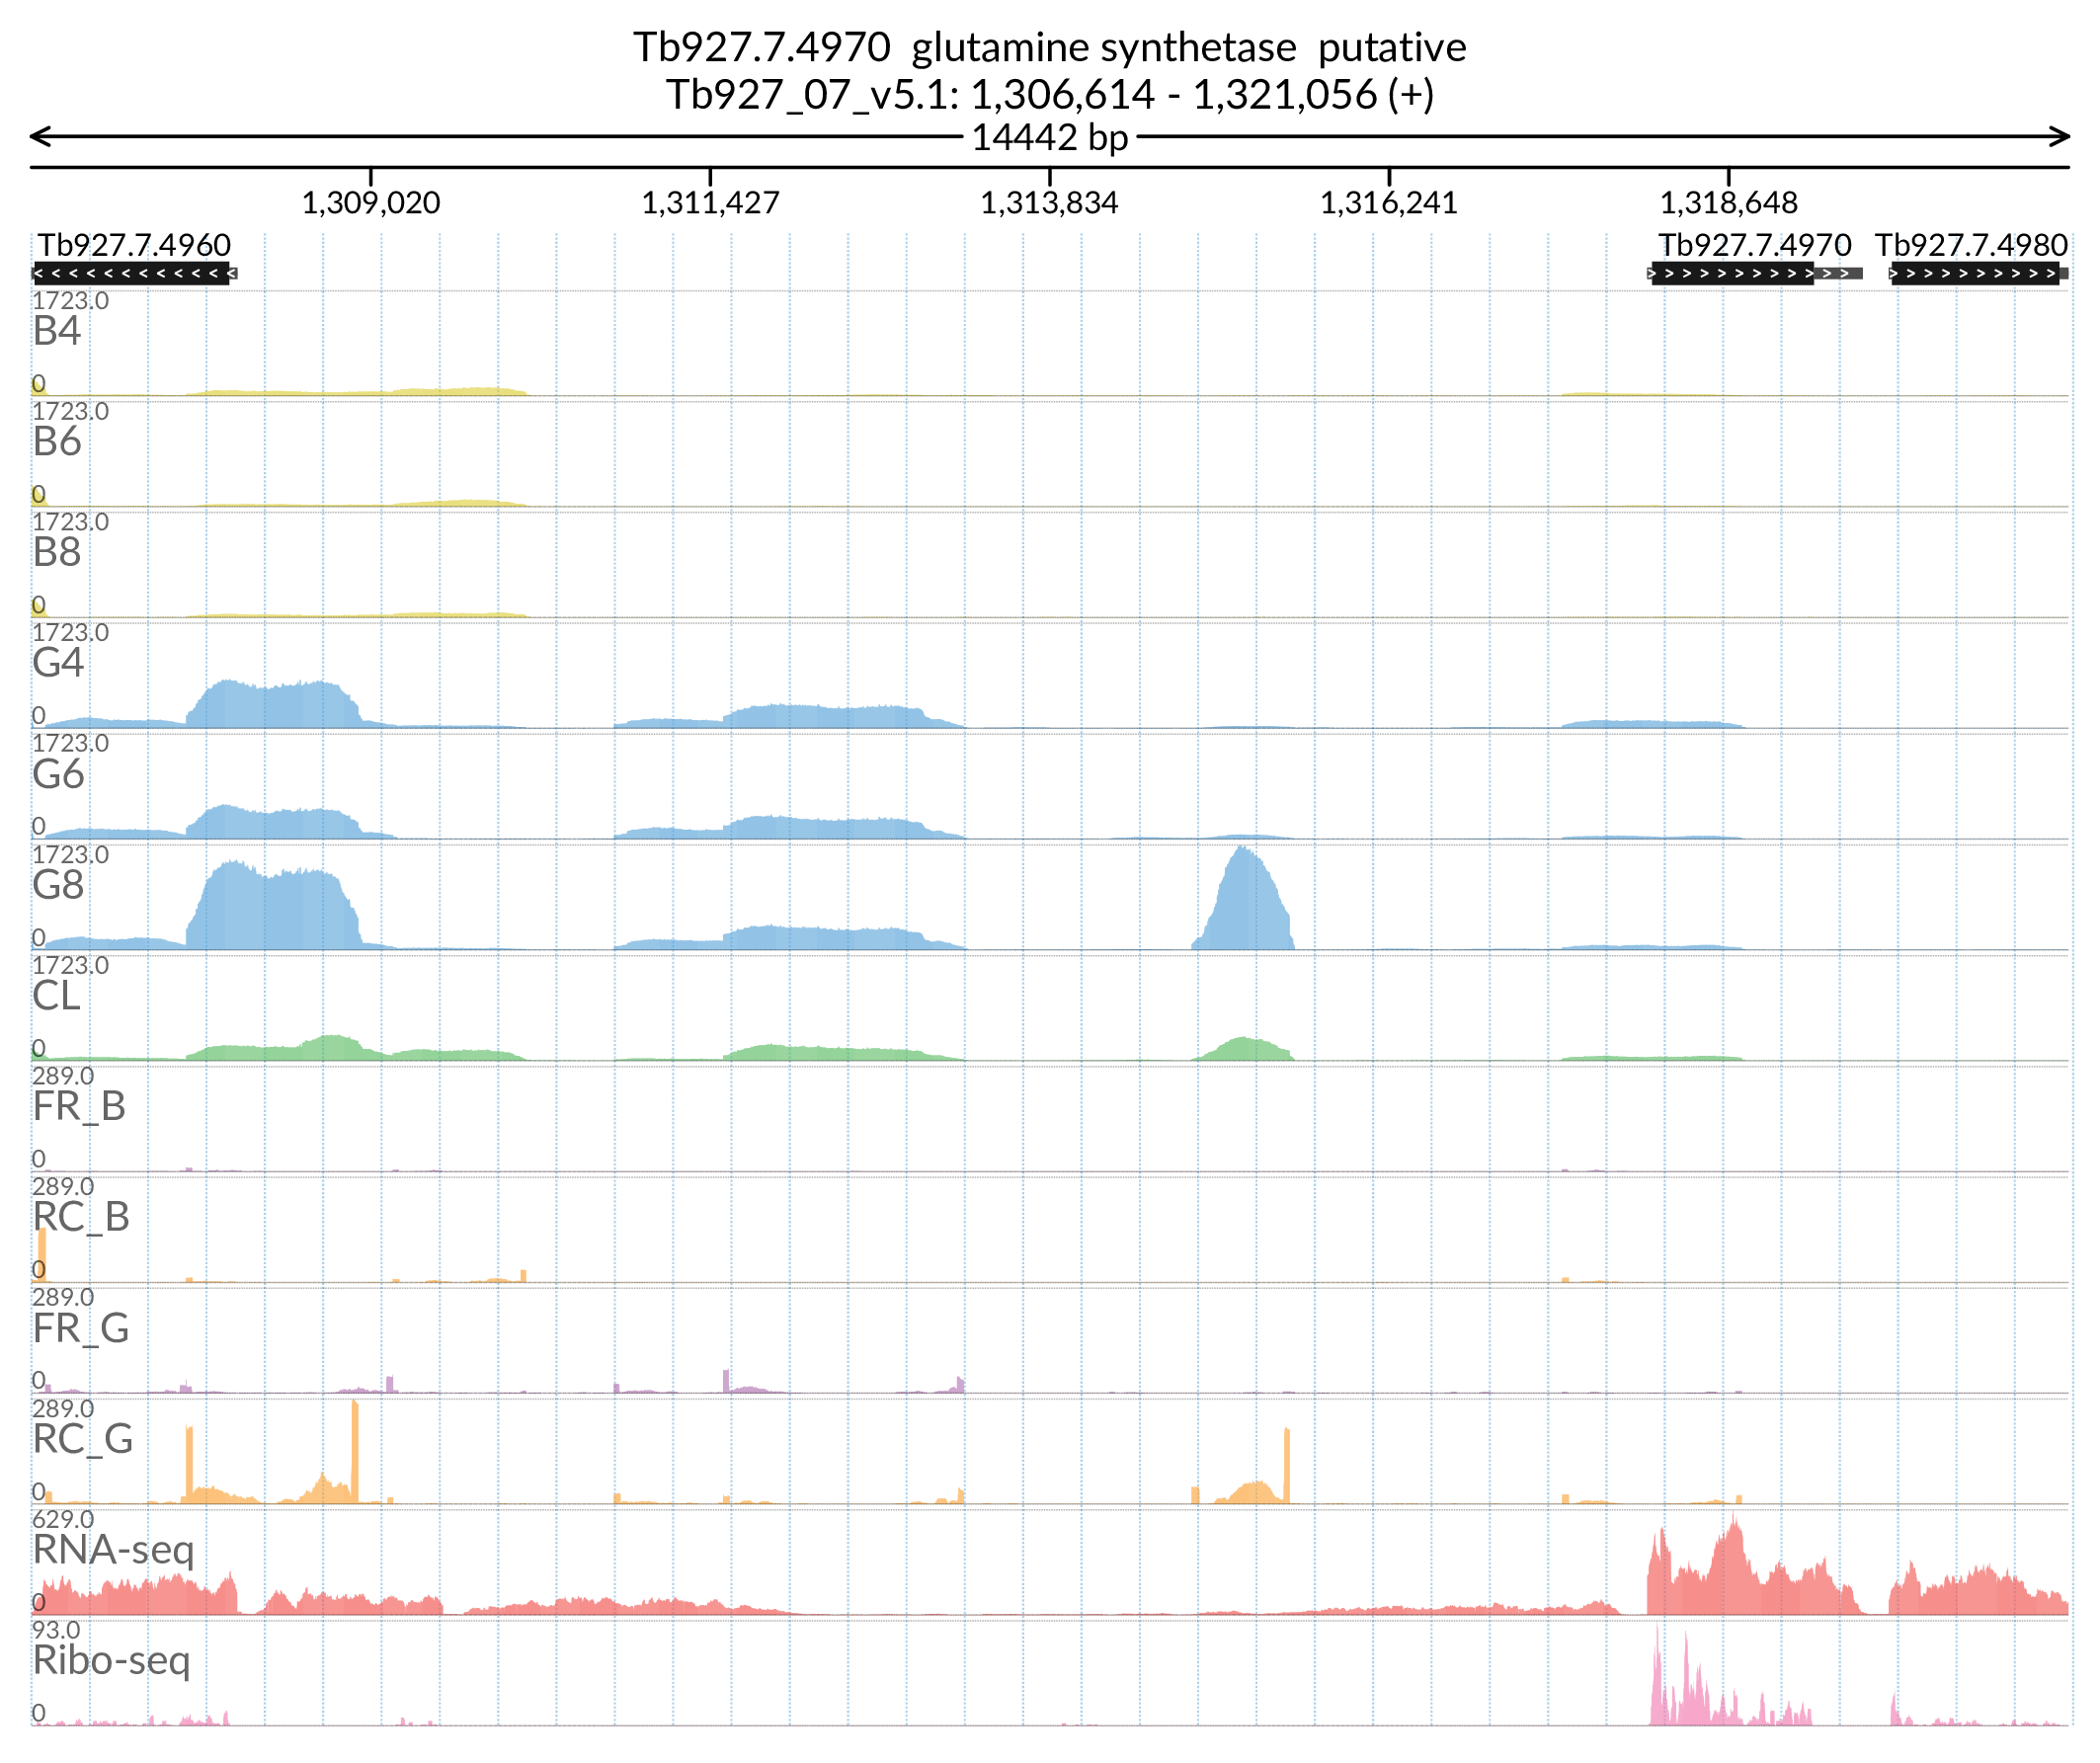 Tb927.7.4970 glutamine synthetase putative
Tb927_07_v5.1: 1,306,614 - 1,321,056 (+)
14442 bp
1,309,020 1,311,427 1,313,834 1,316,241 1,318,648
Tb927.7.4960 Tb927.7.4970 Tb927.7.4980
1723.0
B4
0
1723.0
B6
0
1723.0
B8
0
1723.0
G4
0
1723.0
G6
0
1723.0
G8
0
1723.0
CL
0
289.0
FR_B
0
289.0
RC_B
0
289.0
FR_G
0
289.0
RC_G
0
629.0
RNA-seq
0
93.0
Ribo-seq
0